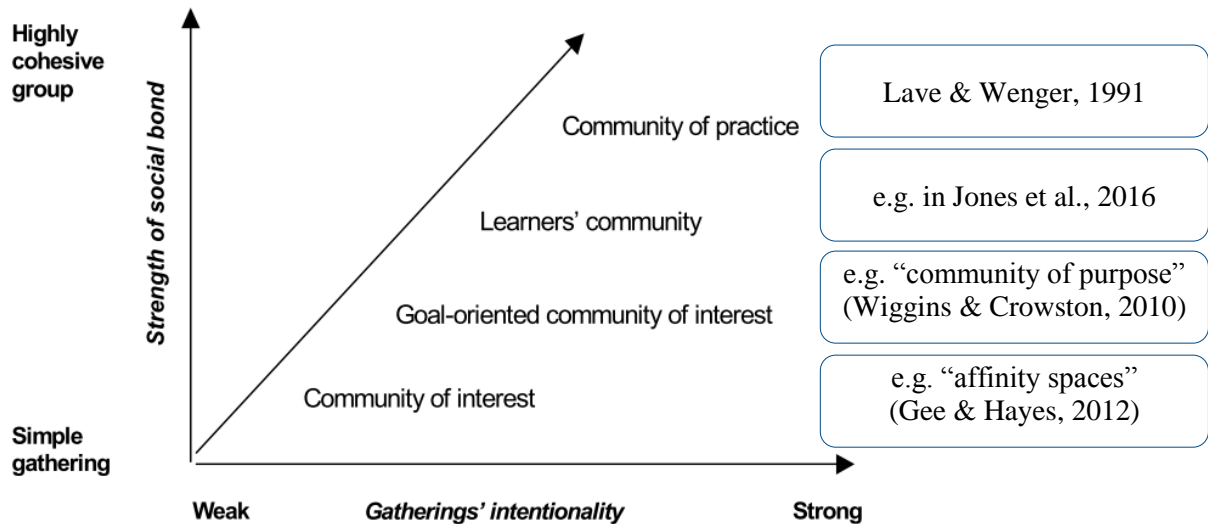 Highly
cohesive
group
Strength of social bond
Simple
gathering
Community of practice
Learners’ community
Goal-oriented community of interest
Community of interest
Weak
Gatherings’ intentionality
Strong
Lave & Wenger, 1991
e.g. in Jones et al., 2016
e.g. “community of purpose”
(Wiggins & Crowston, 2010)
e.g. “affinity spaces”
(Gee & Hayes, 2012)